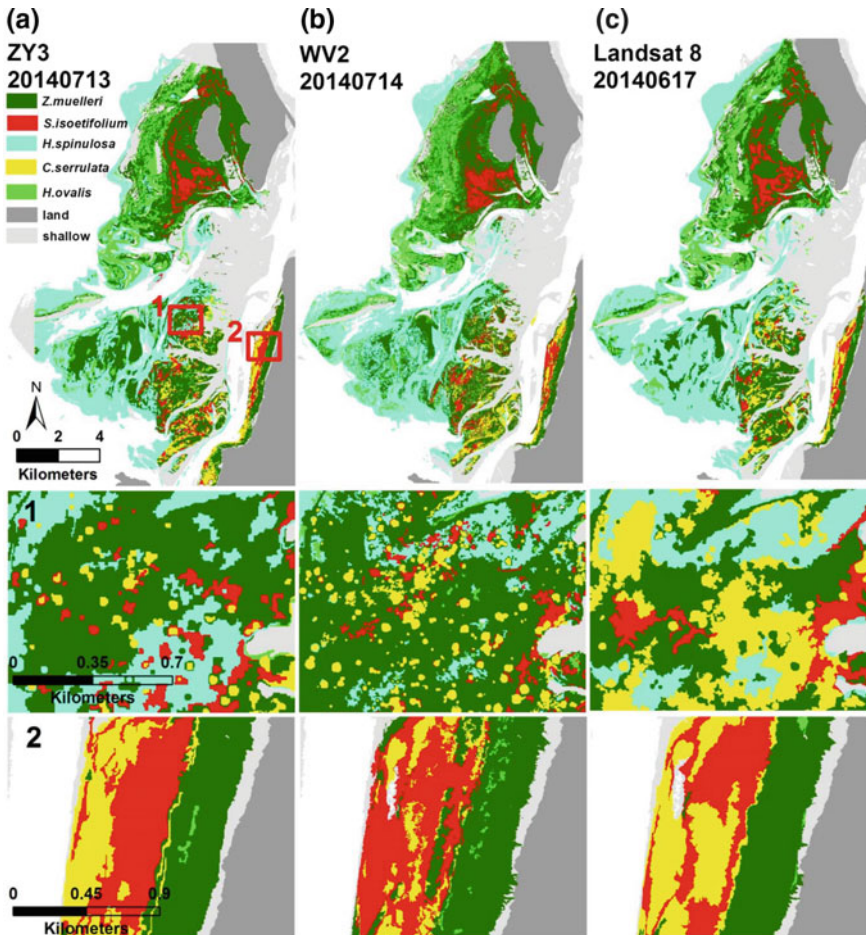 (a)
ZY3
20140713
Z.muelleri
S.isoetifolium
H.spinulosa
C.serrulata
H.ovalis
land
shallow
1
2
N
0 2 4
Kilometers
(b)
WV2
20140714
(c)
Landsat 8
20140617
1
0 0.35 0.7
Kilometers
2
0 0.45 0.9
Kilometers